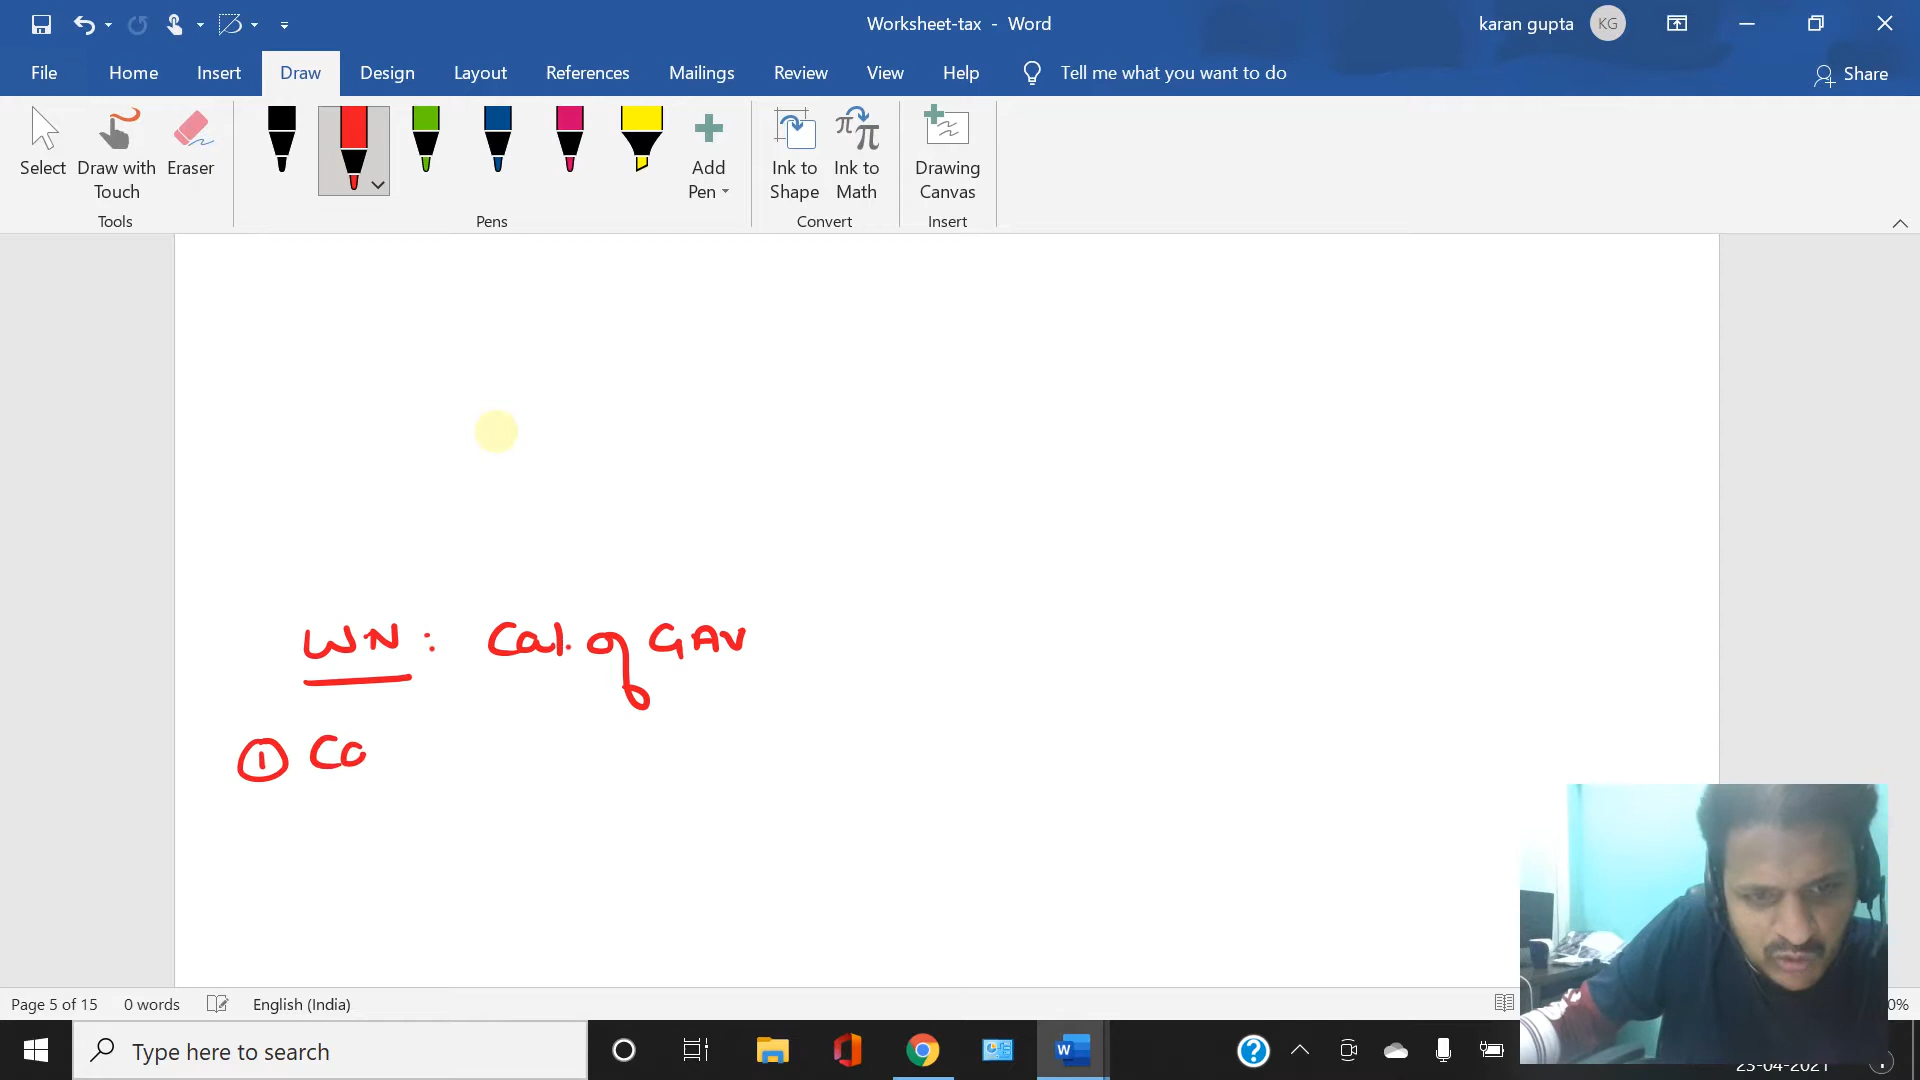 Worksheet-tax - Word
karan gupta KG
File Home Insert Draw Design Layout References Mailings Review View Help Tell me what you want to do Share
Select Draw with Touch Eraser Add Pen Ink to Shape Ink to Math Drawing Canvas
Tools Pens Convert Insert
WN : Cal. of GAV
① Co
Page 5 of 15 0 words English (India)
Type here to search
23-04-2021